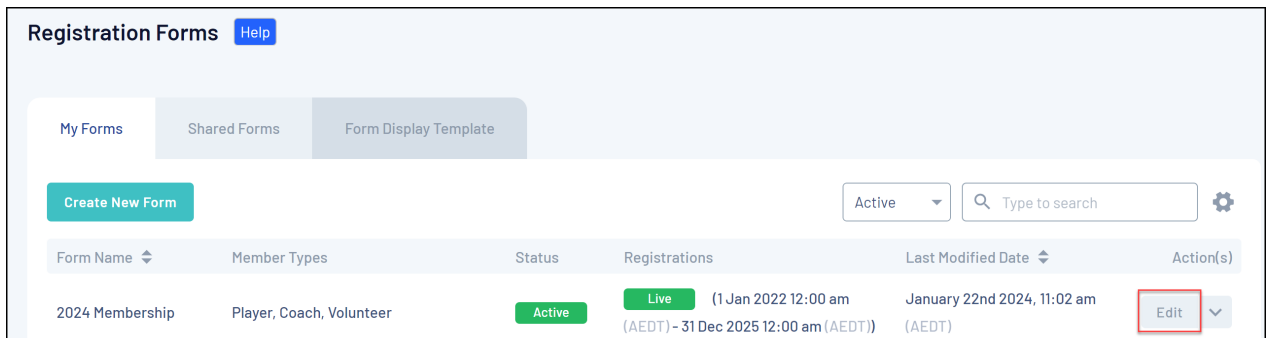 Registration Forms Help
My Forms Shared Forms Form Display Template
Create New Form Active Type to search
Form Name Member Types Status Registrations Last Modified Date Action(s)
2024 Membership Player, Coach, Volunteer Active Live (1 Jan 2022 12:00 am January 22nd 2024, 11:02 am Edit
(AEDT) - 31 Dec 2025 12:00 am (AEDT)) (AEDT)